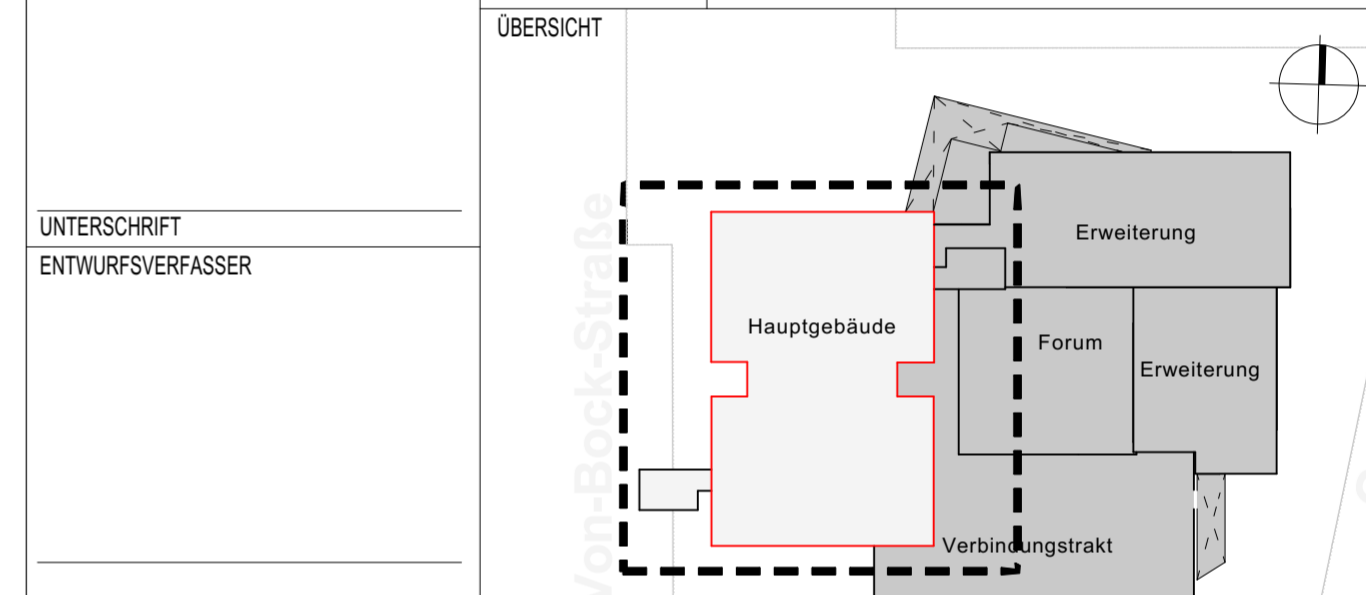 ÜBERSICHT
UNTERSCHRIFT
ENTWURFSVERFASSER
Von-Bock-Straße
Erweiterung
Hauptgebäude
Forum
Erweiterung
Verbindungstrakt